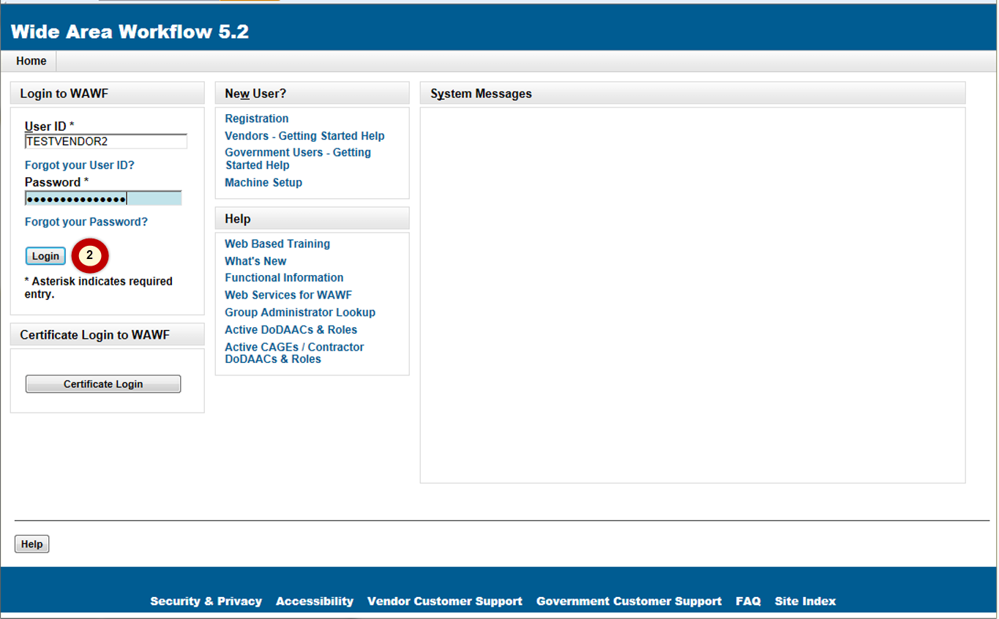 Wide Area Workflow 5.2
Home
Login to WAWF
User ID *
TESTVENDOR2
Forgot your User ID?
Password *
●●●●●●●●●●●●●●●
Forgot your Password?
Login
2
* Asterisk indicates required
entry.
Certificate Login to WAWF
Certificate Login
New User?
Registration
Vendors - Getting Started Help
Government Users - Getting
Started Help
Machine Setup
Help
Web Based Training
What's New
Functional Information
Web Services for WAWF
Group Administrator Lookup
Active DoDAACs & Roles
Active CAGEs / Contractor
DoDAACs & Roles
System Messages
Help
Security & Privacy Accessibility Vendor Customer Support Government Customer Support FAQ Site Index